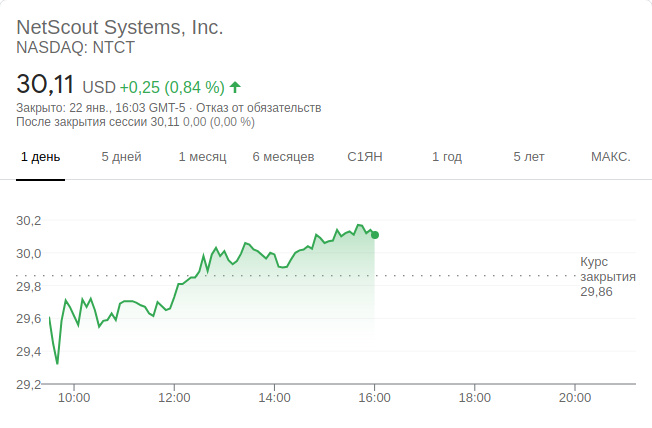 NetScout Systems, Inc.
NASDAQ: NTCT
30,11 USD +0,25 (0,84 %)
Закрыто: 22 янв., 16:03 GMT-5 · Отказ от обязательств
После закрытия сессии 30,11 0,00 (0,00 %)
1 день 5 дней 1 месяц 6 месяцев С1ЯН 1 год 5 лет МАКС.
30,2
30,0
29,8
29,6
29,4
29,2
Курс
закрытия
29,86
10:00 12:00 14:00 16:00 18:00 20:00